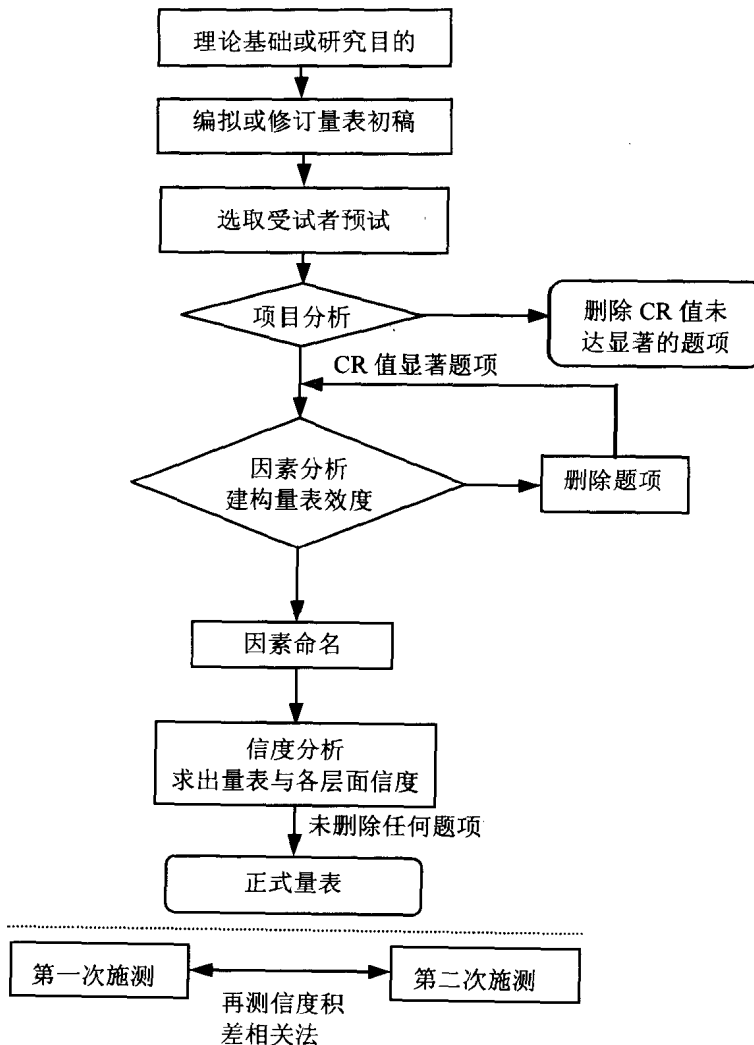 理论基础或研究目的
编拟或修订量表初稿
选取受试者预试
项目分析
删除 CR 值未
达显著的题项
CR 值显著题项
因素分析
建构量表效度
删除题项
因素命名
信度分析
求出量表与各层面信度
未删除任何题项
正式量表
第一次施测
第二次施测
再测信度积
差相关法